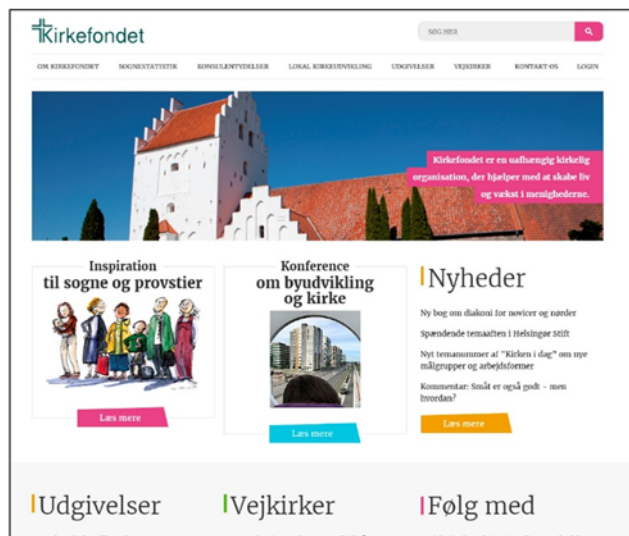 Kirkefondet
SØG HER
OM KIRKEFONDET SOGNESTATISTIK KONSULENTYDELSER LOKAL KIRKEUDVIKLING UDGIVELSER VEJKIRKER KONTAKT OS LOGIN
Kirkefondet er en uafhængig kirkelig
organisation, der hjælper med at skabe liv
og vækst i menighederne.
Inspiration
til sogne og provstier
Læs mere
Konference
om byudvikling
og kirke
Læs mere
Nyheder
Ny bog om diakoni for novicer og nørder
Spændende temaaften i Helsingør Stift
Nyt temanummer af "Kirken i dag" om nye
målgrupper og arbejdsformer
Kommentar: Småt er også godt - men
hvordan?
Læs mere
Udgivelser
Vejkirker
Følg med